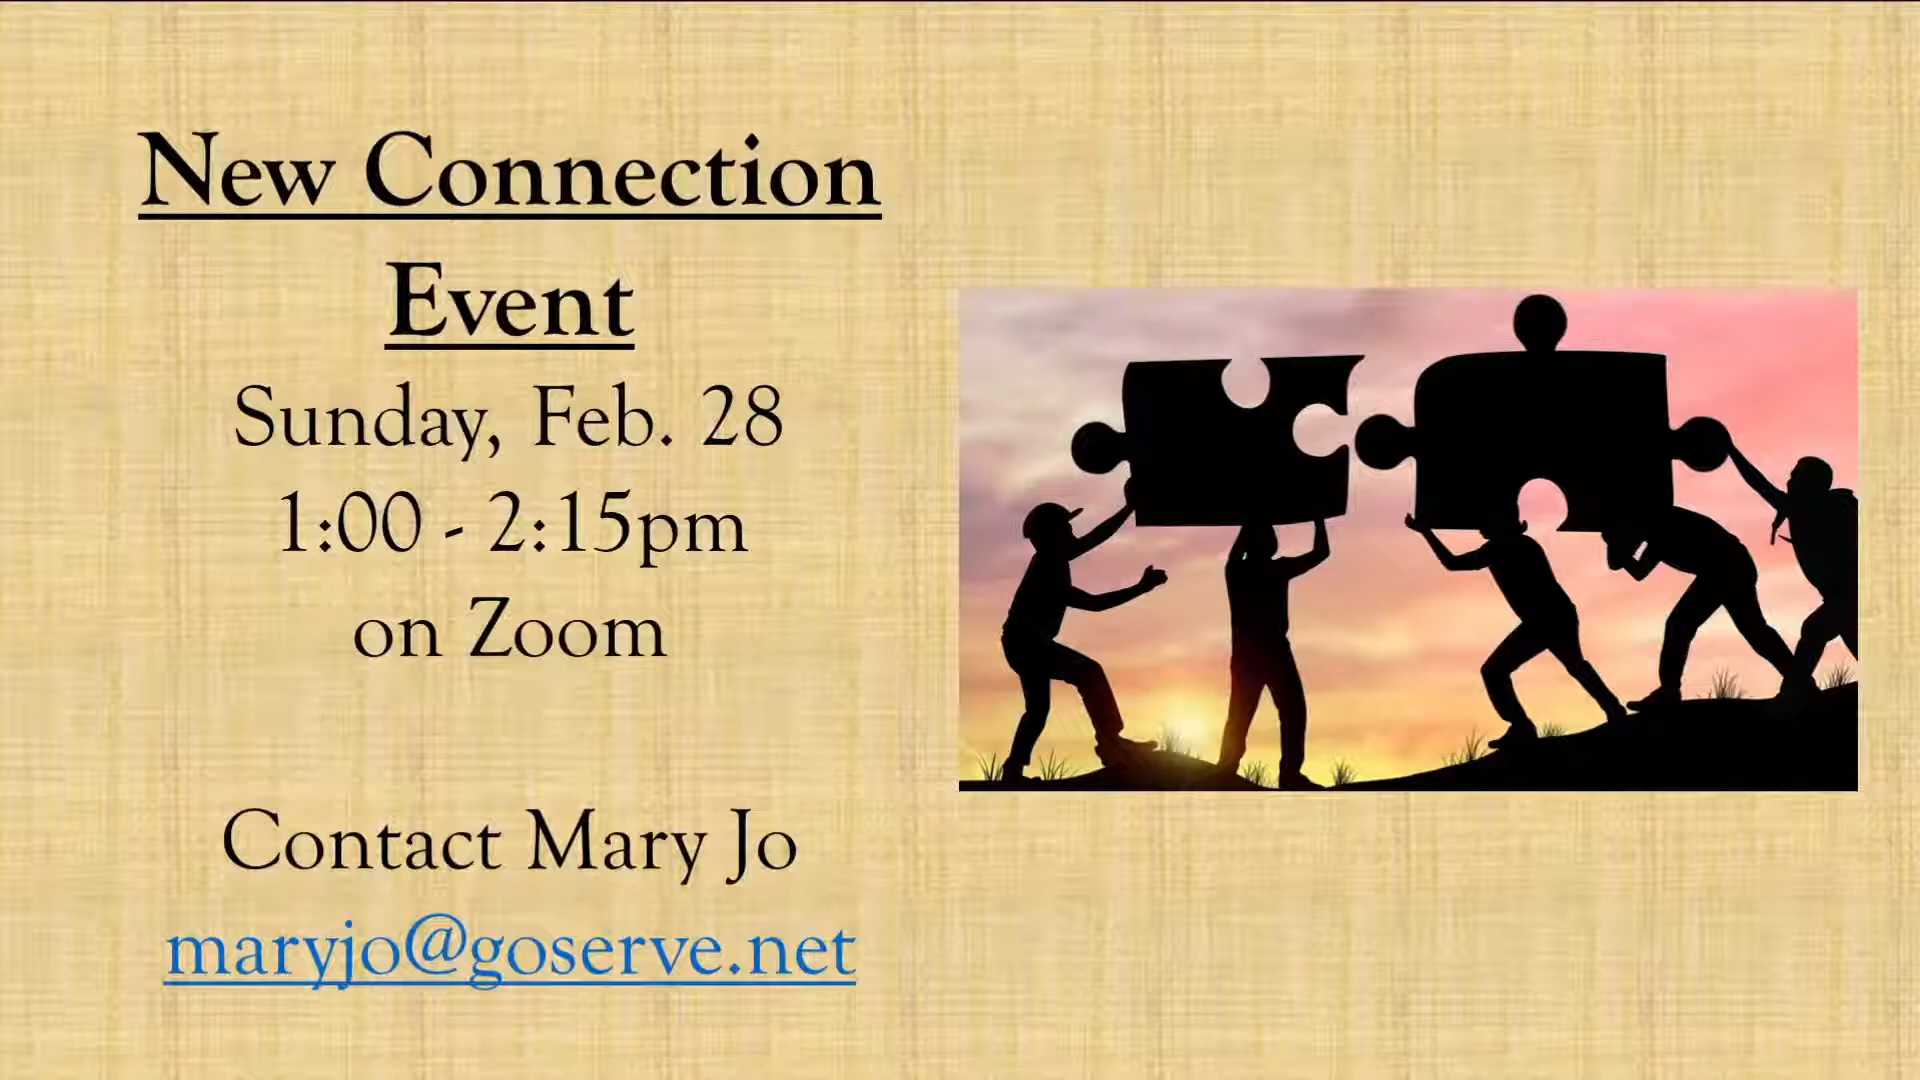 New Connection
Event
Sunday, Feb. 28
1:00 - 2:15pm
on Zoom
Contact Mary Jo
maryjo@goserve.net